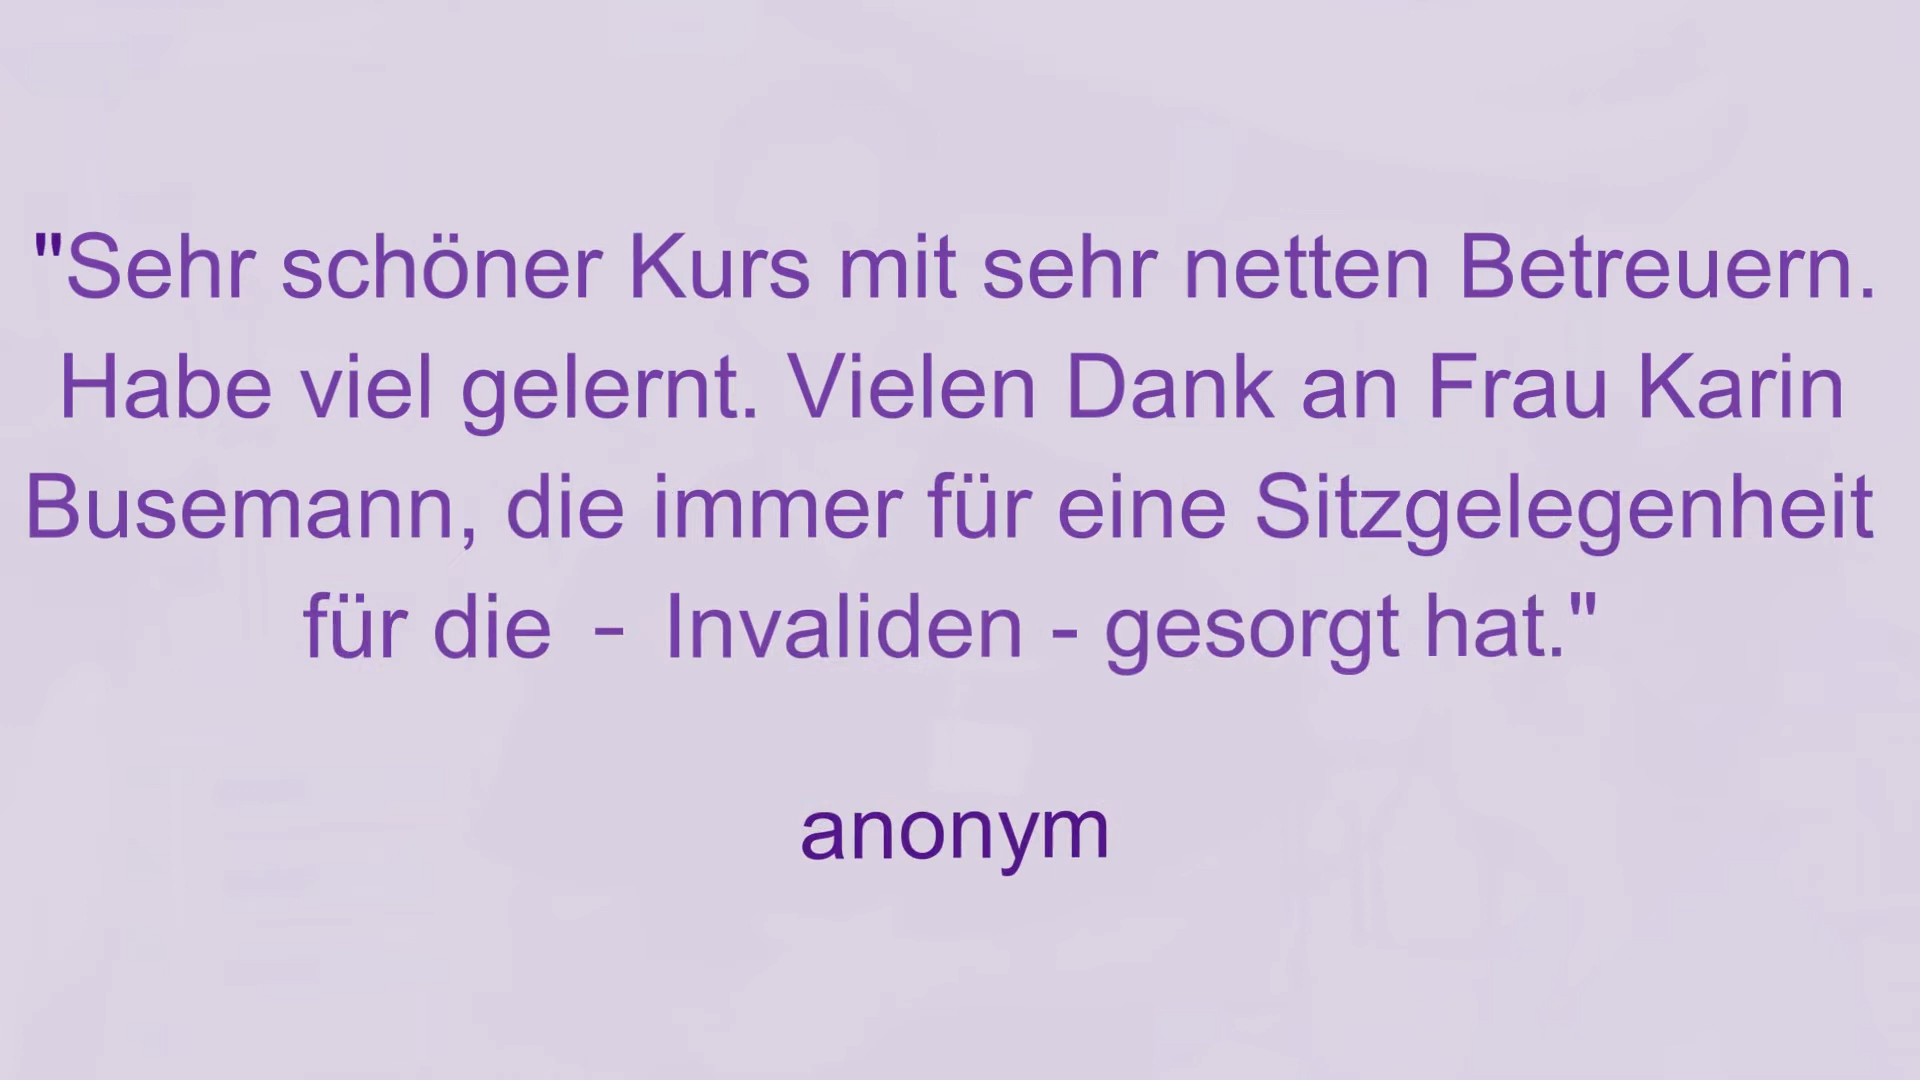 "Sehr schöner Kurs mit sehr netten Betreuern.
Habe viel gelernt. Vielen Dank an Frau Karin
Busemann, die immer für eine Sitzgelegenheit
für die - Invaliden - gesorgt hat."
anonym